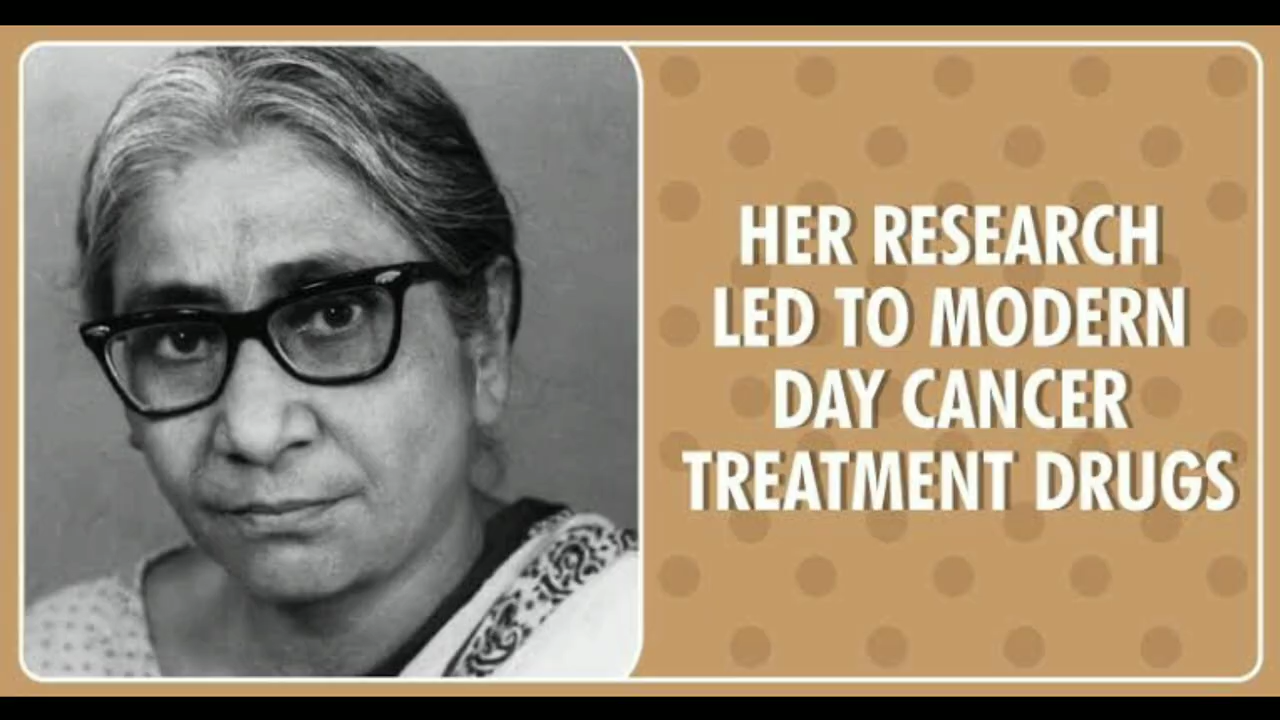 HER RESEARCH
LED TO MODERN
DAY CANCER
TREATMENT DRUGS